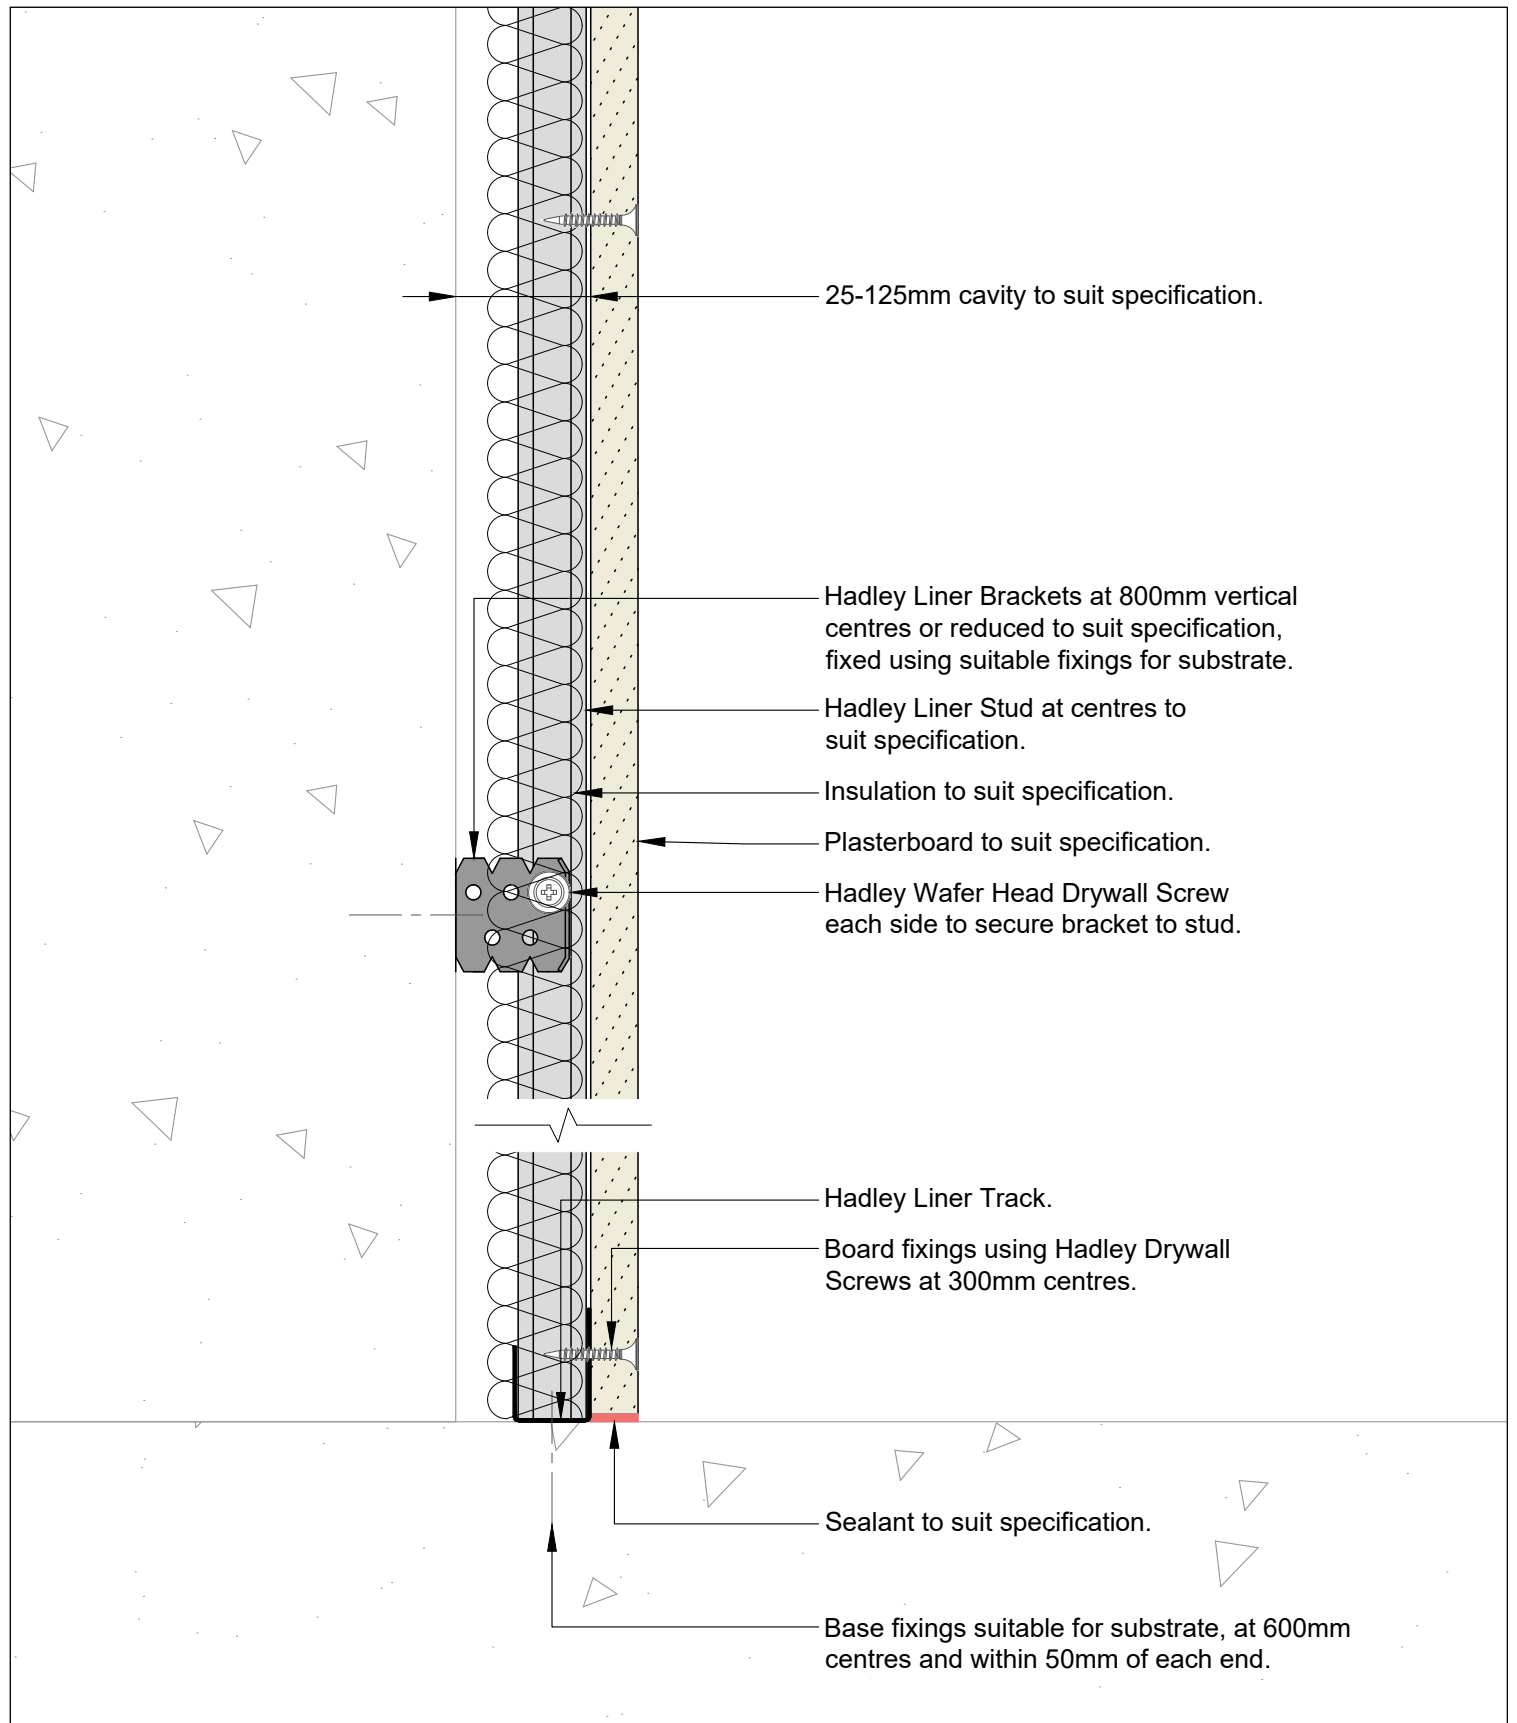 25-125mm cavity to suit specification.
Hadley Liner Brackets at 800mm vertical
centres or reduced to suit specification,
fixed using suitable fixings for substrate.
Hadley Liner Stud at centres to
suit specification.
Insulation to suit specification.
Plasterboard to suit specification.
Hadley Wafer Head Drywall Screw
each side to secure bracket to stud.
Hadley Liner Track.
Board fixings using Hadley Drywall
Screws at 300mm centres.
Sealant to suit specification.
Base fixings suitable for substrate, at 600mm
centres and within 50mm of each end.